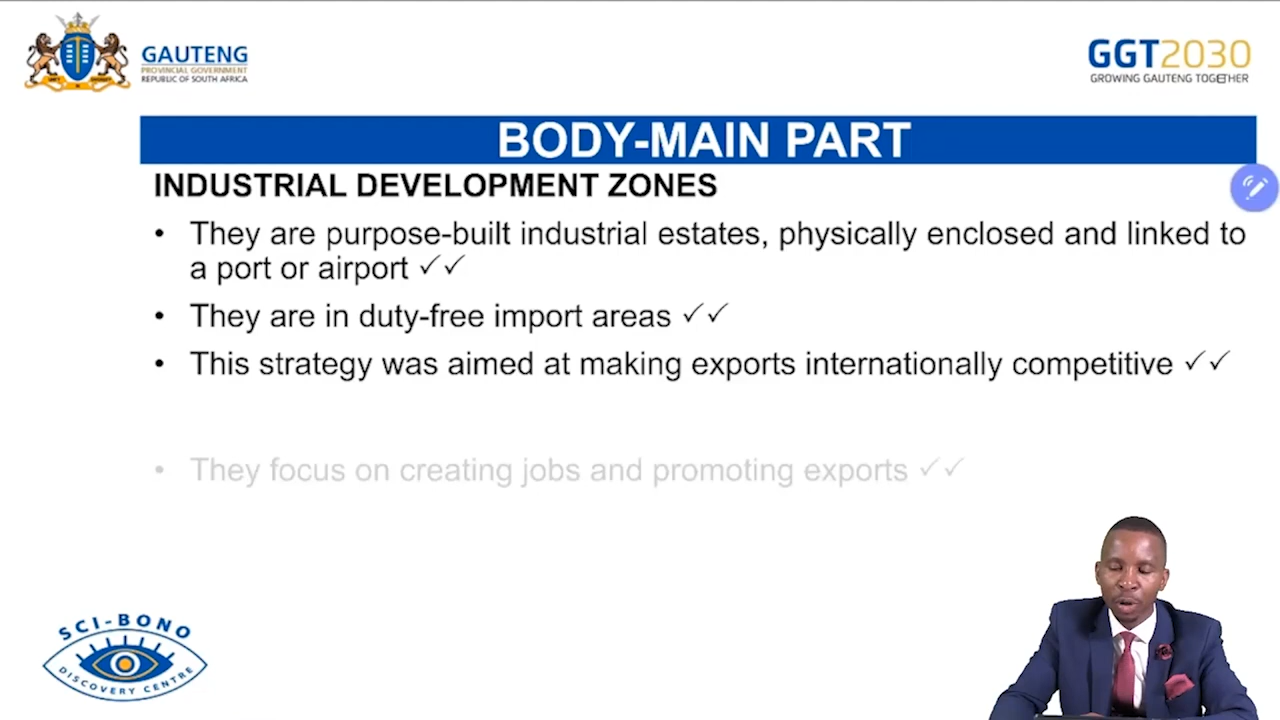 GAUTENG
PROVINCIAL GOVERNMENT
REPUBLIC OF SOUTH AFRICA
GGT2030
GROWING GAUTENG TOGETHER
BODY-MAIN PART
INDUSTRIAL DEVELOPMENT ZONES
• They are purpose-built industrial estates, physically enclosed and linked to
a port or airport ✓✓
• They are in duty-free import areas ✓✓
• This strategy was aimed at making exports internationally competitive ✓✓
• They focus on creating jobs and promoting exports ✓✓
SCI-BONO
DISCOVERY CENTRE